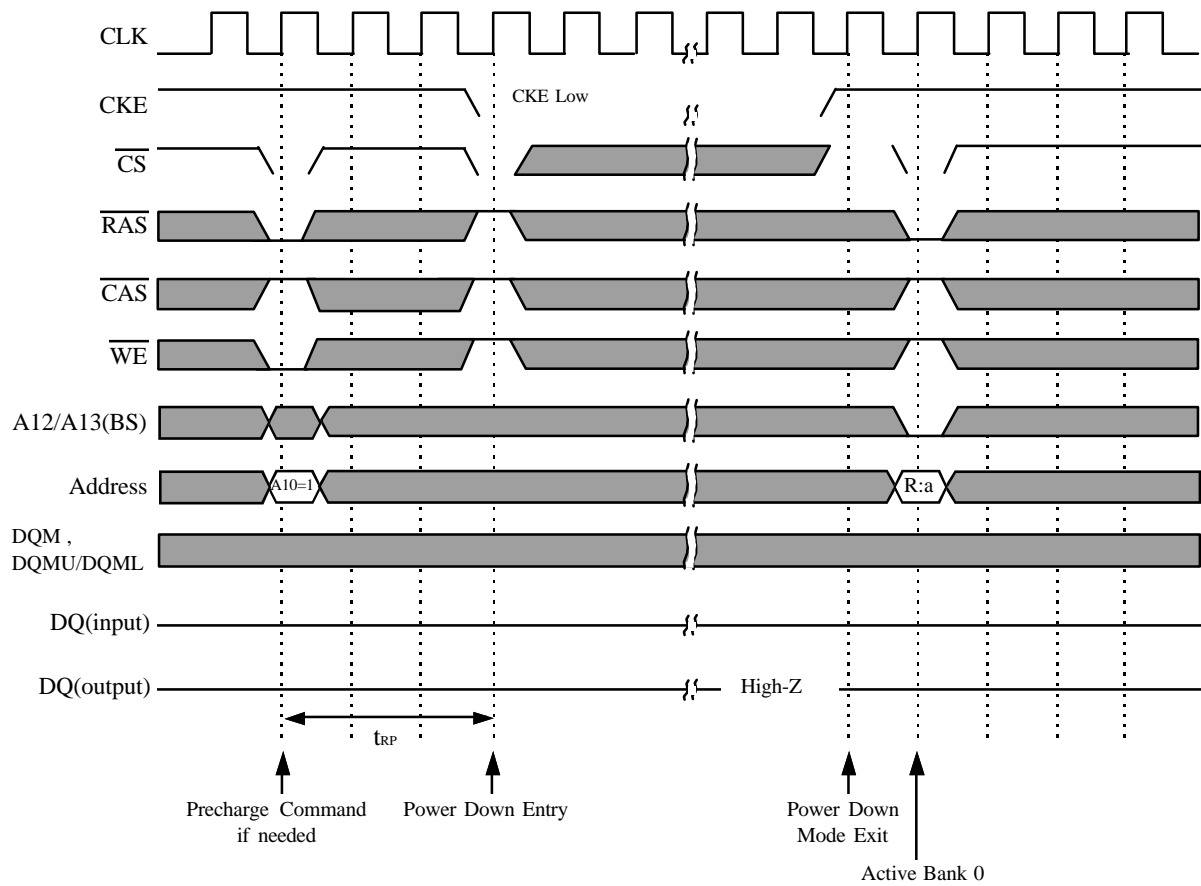 CLK
CKE
CKE Low
CS
RAS
CAS
WE
A12/A13(BS)
Address
A10=1
R:a
DQM ,
DQMU/DQML
DQ(input)
DQ(output)
High-Z
tRP
Precharge Command
if needed
Power Down Entry
Power Down
Mode Exit
Active Bank 0